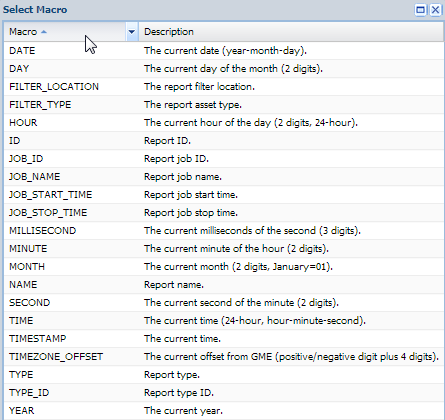 Select Macro
Macro Description
DATE The current date (year-month-day).
DAY The current day of the month (2 digits).
FILTER_LOCATION The report filter location.
FILTER_TYPE The report asset type.
HOUR The current hour of the day (2 digits, 24-hour).
ID Report ID.
JOB_ID Report job ID.
JOB_NAME Report job name.
JOB_START_TIME Report job start time.
JOB_STOP_TIME Report job stop time.
MILLISECOND The current milliseconds of the second (3 digits).
MINUTE The current minute of the hour (2 digits).
MONTH The current month (2 digits, January=01).
NAME Report name.
SECOND The current second of the minute (2 digits).
TIME The current time (24-hour, hour-minute-second).
TIMESTAMP The current time.
TIMEZONE_OFFSET The current offset from GME (positive/negative digit plus 4 digits).
TYPE Report type.
TYPE_ID Report type ID.
YEAR The current year.